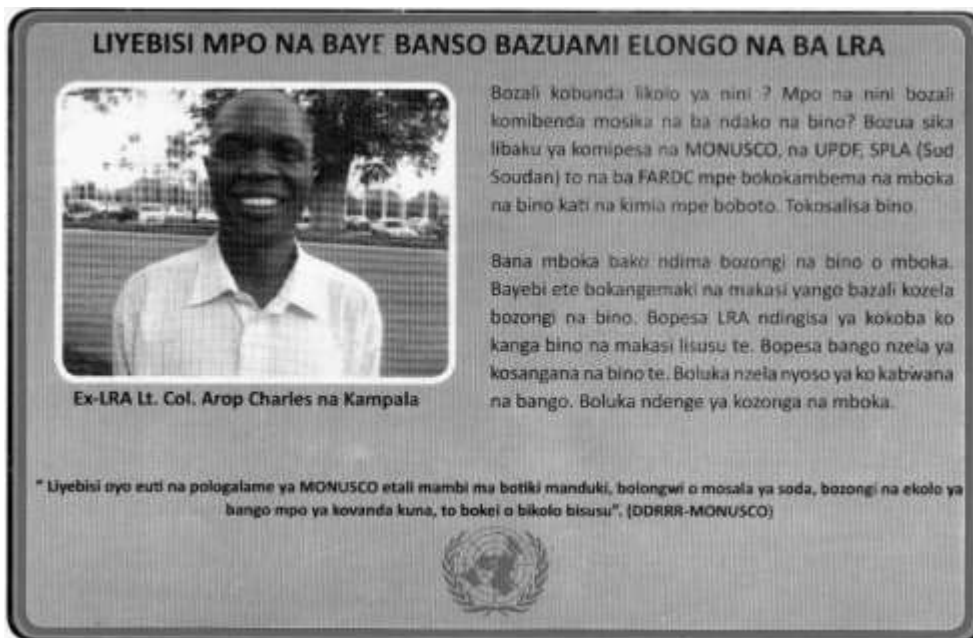 LIYEBISI MPO NA BAYE BANSO BAZUAMI ELONGO NA BA LRA
Bozali kobunda likolo ya nini ? Mpo na nini bozali
komibenda mosika na ba ndako na bino? Bozua sika
libaku ya komipesa na MONUSCO, na UPDF, SPLA (Sud
Soudan) to na ba FARDC mpe bokokambema na mboka
na bino kati na kimia mpe boboto. Tokosalisa bino.
Bana mboka bako ndima bozongi na bino o mboka.
Bayebi ete bokangemaki na makasi yango bazali kozela
bozongi na bino. Bopesa LRA ndingisa ya kokoba ko
kanga bino na makasi lisusu te. Bopesa bango nzela ya
kosangana na bino te. Boluka nzela nyoso ya ko kabwana
na bango. Boluka ndenge ya kozonga na mboka.
Ex-LRA Lt. Col. Arop Charles na Kampala
" Liyebisi oyo euti na pologalame ya MONUSCO etali mambi ma botiki manduki, bolongwi o mosala ya soda, bozongi na ekolo ya
bango mpo ya kovanda kuna, to bokei o bikolo bisusu". (DDRRR-MONUSCO)